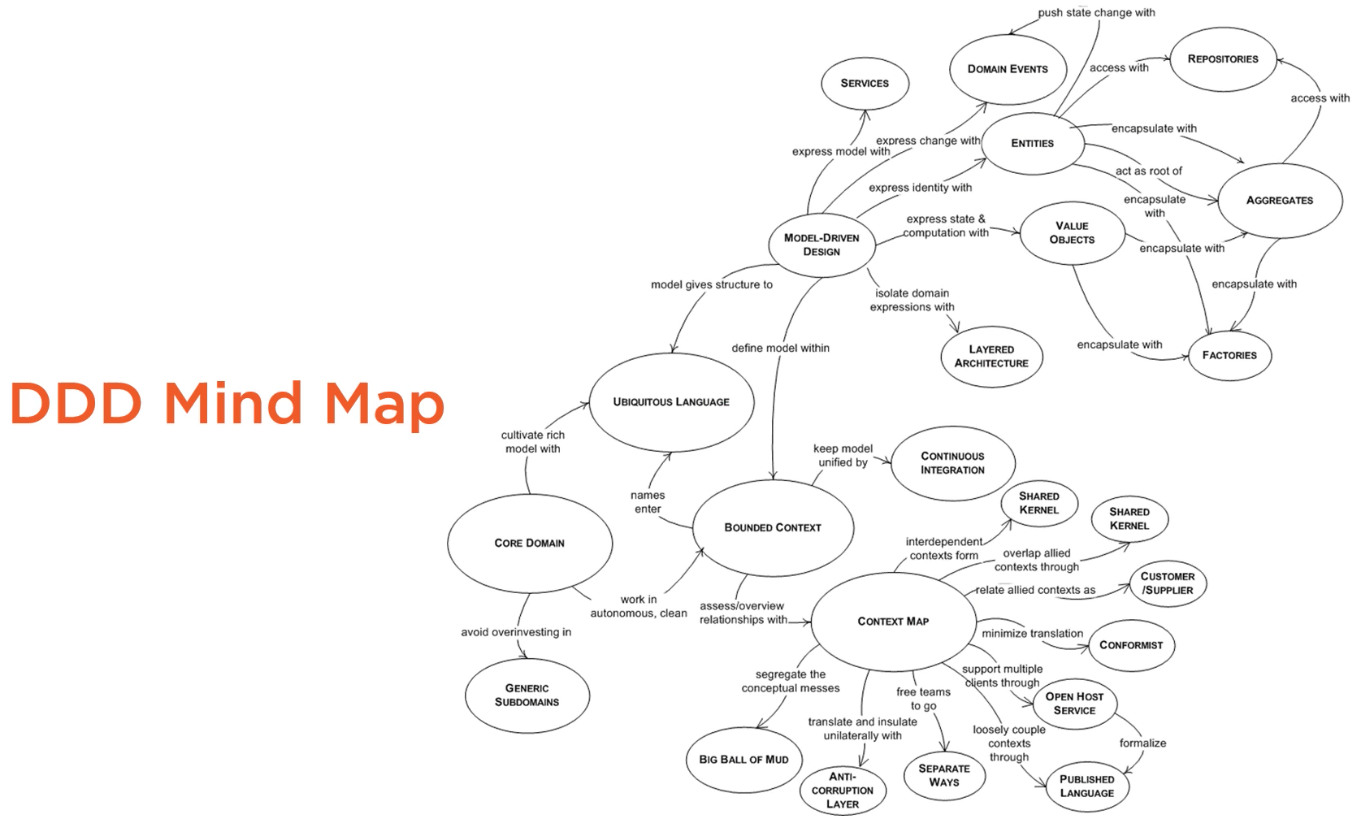 DDD Mind Map
push state change with
DOMAIN EVENTS
REPOSITORIES
access with
SERVICES
access with
express change with
ENTITIES
encapsulate with
express model with
act as root of
express identity with
encapsulate
with
AGGREGATES
express state &
computation with
VALUE
OBJECTS
MODEL-DRIVEN
DESIGN
encapsulate with
model gives structure to
isolate domain
expressions with
encapsulate with
define model within
LAYERED
ARCHITECTURE
encapsulate with
FACTORIES
UBIQUITOUS LANGUAGE
cultivate rich
model with
keep model
unified by
CONTINUOUS
INTEGRATION
names
enter
SHARED
KERNEL
SHARED
KERNEL
BOUNDED CONTEXT
CORE DOMAIN
interdependent
contexts form
overlap allied
contexts through
CUSTOMER
/SUPPLIER
relate allied contexts as
work in
autonomous, clean
assess/overview
relationships with
CONTEXT MAP
minimize translation
CONFORMIST
avoid overinvesting in
segregate the
conceptual messes
support multiple
clients through
GENERIC
SUBDOMAINS
free teams
to go
OPEN HOST
SERVICE
translate and insulate
unilaterally with
loosely couple
contexts
through
formalize
BIG BALL OF MUD
SEPARATE
WAYS
ANTI-
CORRUPTION
LAYER
PUBLISHED
LANGUAGE